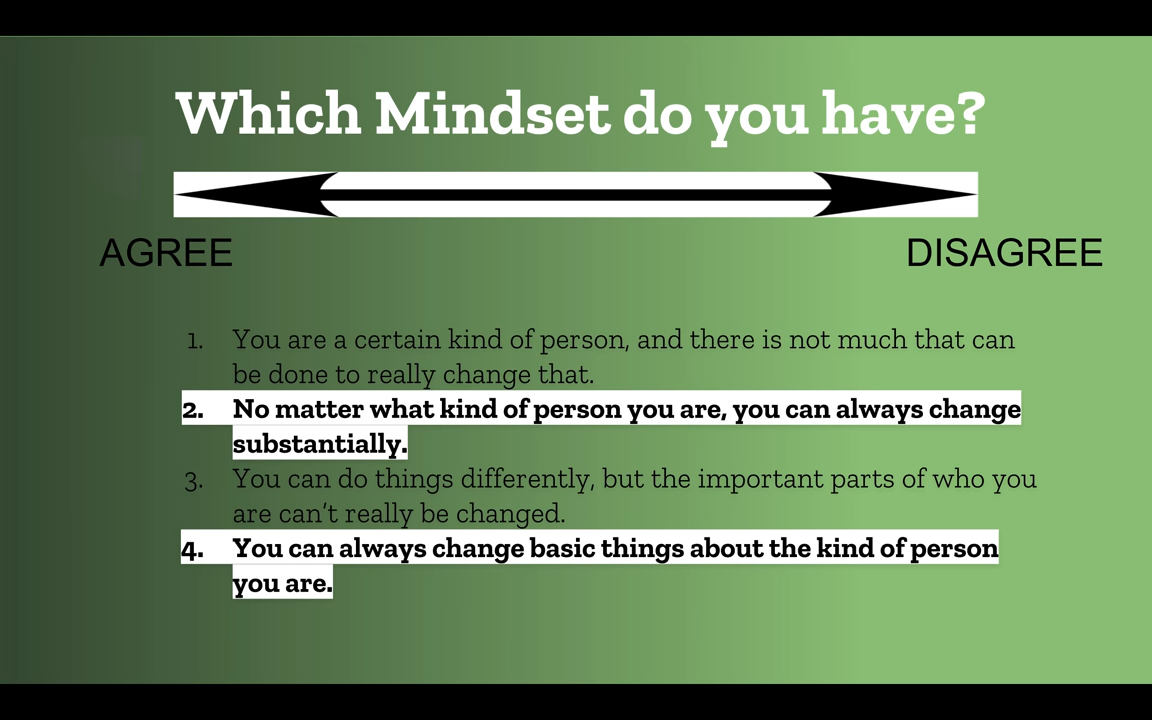 Which Mindset do you have?
AGREE
DISAGREE
1. You are a certain kind of person, and there is not much that can
be done to really change that.
2. No matter what kind of person you are, you can always change
substantially.
3. You can do things differently, but the important parts of who you
are can’t really be changed.
4. You can always change basic things about the kind of person
you are.